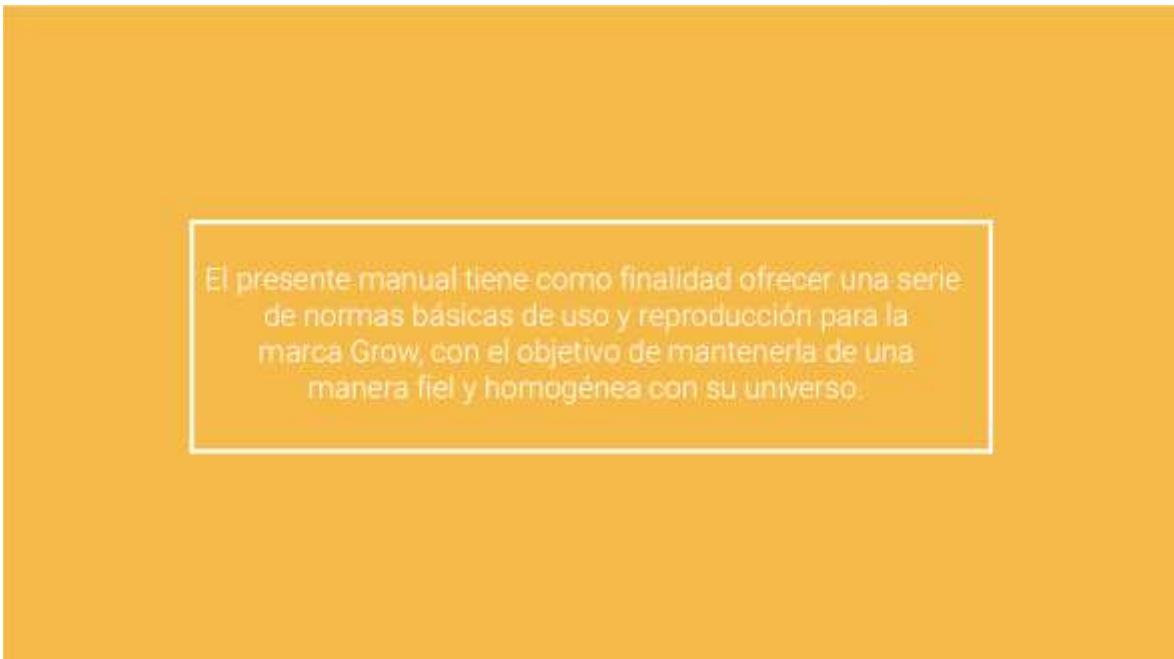 El presente manual tiene como finalidad ofrecer una serie
de normas básicas de uso y reproducción para la
marca Grow, con el objetivo de mantenerla de una
manera fiel y homogénea con su universo.